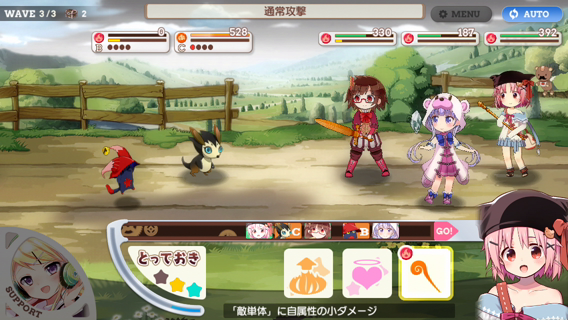 WAVE 3/3 2
通常攻撃
MENU
AUTO
0
B
528
C
330
187
392
C
B
GO!
とっておき
SUPPORT
「敵単体」に自属性の小ダメージ